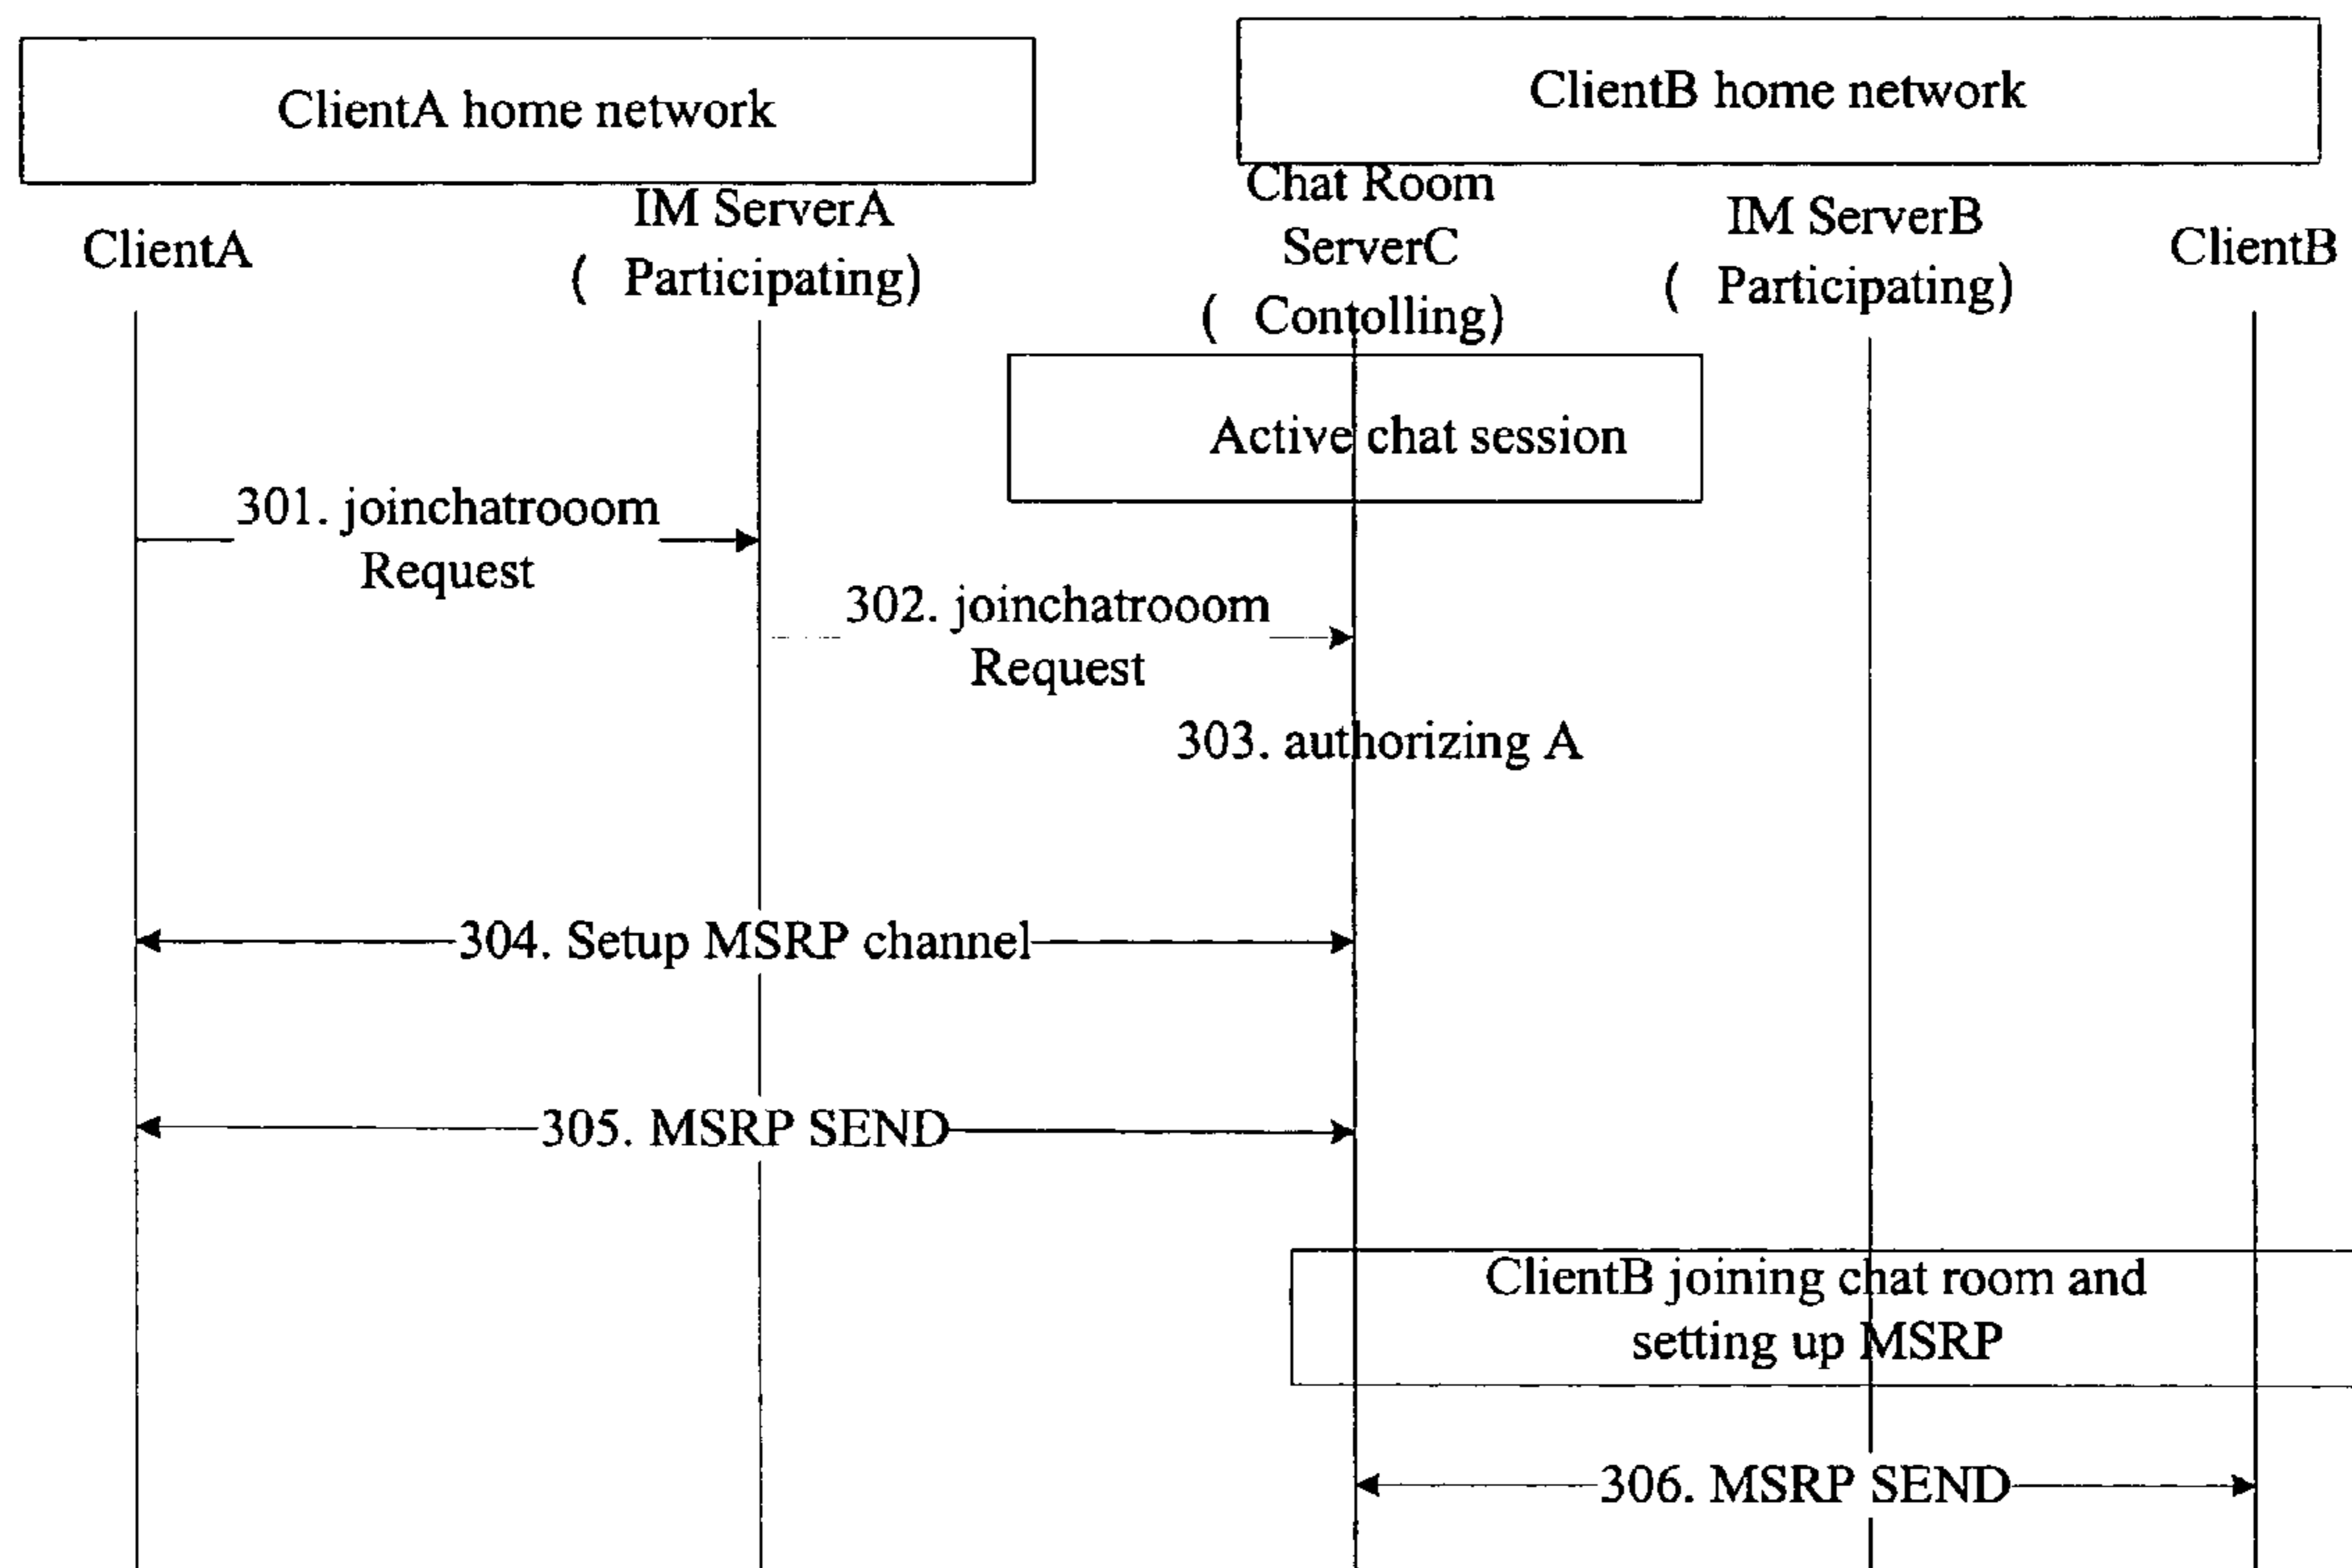 ClientA home network
ClientB home network
ClientA
IM ServerA
( Participating)
Chat Room
ServerC
( Contolling)
IM ServerB
( Participating)
ClientB
Active chat session
301. joinchatrooom
Request
302. joinchatrooom
Request
303. authorizing A
304. Setup MSRP channel
305. MSRP SEND
ClientB joining chat room and
setting up MSRP
306. MSRP SEND